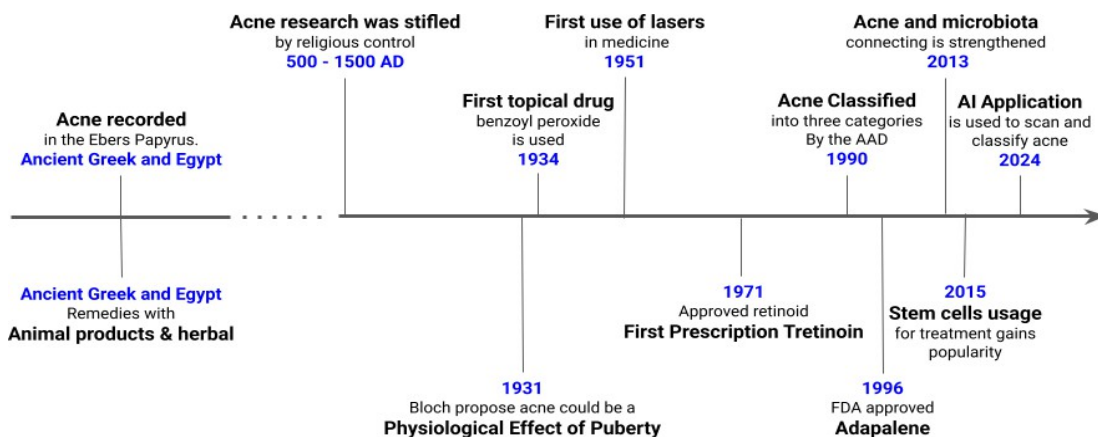 Acne research was stifled
by religious control
500 - 1500 AD
First use of lasers
in medicine
1951
Acne and microbiota
connecting is strengthened
2013
Acne recorded
in the Ebers Papyrus.
Ancient Greek and Egypt
First topical drug
benzoyl peroxide
is used
1934
Acne Classified
into three categories
By the AAD
1990
AI Application
is used to scan and
classify acne
2024
Ancient Greek and Egypt
Remedies with
Animal products & herbal
1971
Approved retinoid
First Prescription Tretinoin
2015
Stem cells usage
for treatment gains
popularity
1931
Bloch propose acne could be a
Physiological Effect of Puberty
1996
FDA approved
Adapalene